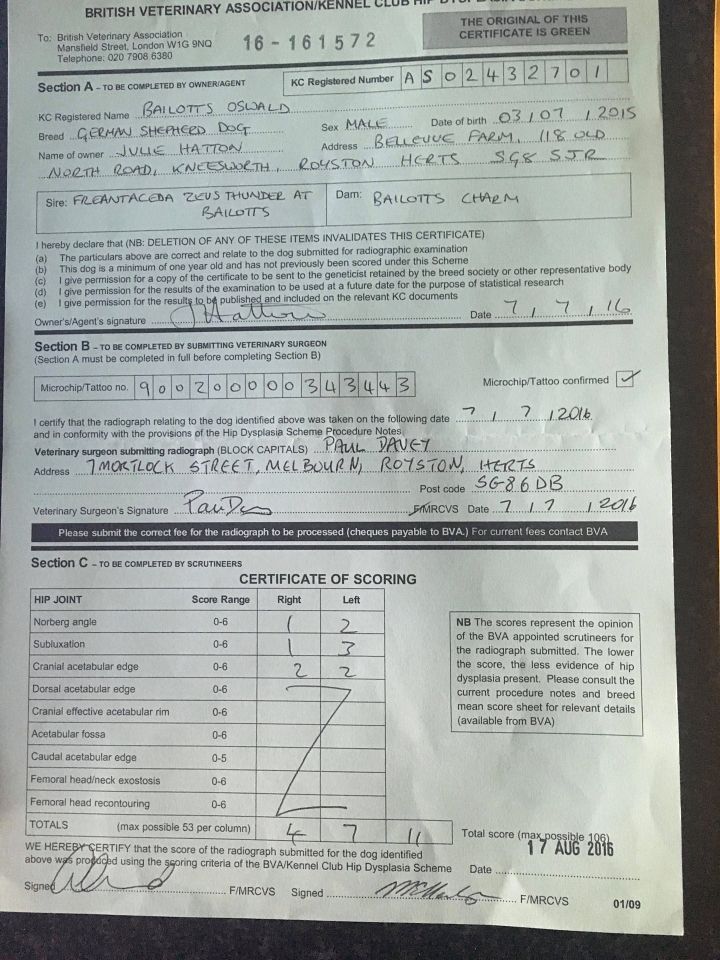 BRITISH VETERINARY ASSOCIATION/KENNEL CLUB HIP
To: British Veterinary Association
Mansfield Street, London W1G 9NQ
Telephone: 020 7908 6380
16-161572
THE ORIGINAL OF THIS
CERTIFICATE IS GREEN
Section A – TO BE COMPLETED BY OWNER/AGENT
KC Registered Number A S 0 2 4 3 2 7 0 1
KC Registered Name BAILOTTS OSWALD
Breed GERMAN SHEPHERD DOG Sex MALE Date of birth 03 / 07 / 2015
Name of owner JULIE HATTON Address BELLEVUE FARM, 118 OLD
NORTH ROAD, KNEESWORTH, ROYSTON HERTS SG8 5JR
Sire: FREANTACEDA ZEUS THUNDER AT
BAILOTTS
Dam: BAILOTTS CHARM
I hereby declare that (NB: DELETION OF ANY OF THESE ITEMS INVALIDATES THIS CERTIFICATE)
(a) The particulars above are correct and relate to the dog submitted for radiographic examination
(b) This dog is a minimum of one year old and has not previously been scored under this Scheme
(c) I give permission for a copy of the certificate to be sent to the geneticist retained by the breed society or other representative body
(d) I give permission for the results of the examination to be used at a future date for the purpose of statistical research
(e) I give permission for the results to be published and included on the relevant KC documents
Owner's/Agent's signature J Hatton Date 7 / 7 / 16
Section B – TO BE COMPLETED BY SUBMITTING VETERINARY SURGEON
(Section A must be completed in full before completing Section B)
Microchip/Tattoo no. 9 0 0 2 0 0 0 0 0 3 4 3 4 4 3 Microchip/Tattoo confirmed ✓
I certify that the radiograph relating to the dog identified above was taken on the following date 7 / 7 / 2016
and in conformity with the provisions of the Hip Dysplasia Scheme Procedure Notes
Veterinary surgeon submitting radiograph (BLOCK CAPITALS) PAUL DAVEY
Address 7 MORTLOCK STREET, MELBOURN, ROYSTON, HERTS
Post code SG8 6DB
Veterinary Surgeon's Signature F/MRCVS Date 7 / 7 / 2016
Please submit the correct fee for the radiograph to be processed (cheques payable to BVA.) For current fees contact BVA
Section C – TO BE COMPLETED BY SCRUTINEERS
CERTIFICATE OF SCORING
HIP JOINT Score Range Right Left
Norberg angle 0-6 1 2
Subluxation 0-6 1 3
Cranial acetabular edge 0-6 2 2
Dorsal acetabular edge 0-6
Cranial effective acetabular rim 0-6
Acetabular fossa 0-6
Caudal acetabular edge 0-5
Femoral head/neck exostosis 0-6
Femoral head recontouring 0-6
TOTALS (max possible 53 per column) 4 7 11 Total score (max possible 106)
NB The scores represent the opinion
of the BVA appointed scrutineers for
the radiograph submitted. The lower
the score, the less evidence of hip
dysplasia present. Please consult the
current procedure notes and breed
mean score sheet for relevant details
(available from BVA)
WE HEREBY CERTIFY that the score of the radiograph submitted for the dog identified
above was produced using the scoring criteria of the BVA/Kennel Club Hip Dysplasia Scheme Date
17 AUG 2016
Signed F/MRCVS Signed F/MRCVS
01/09